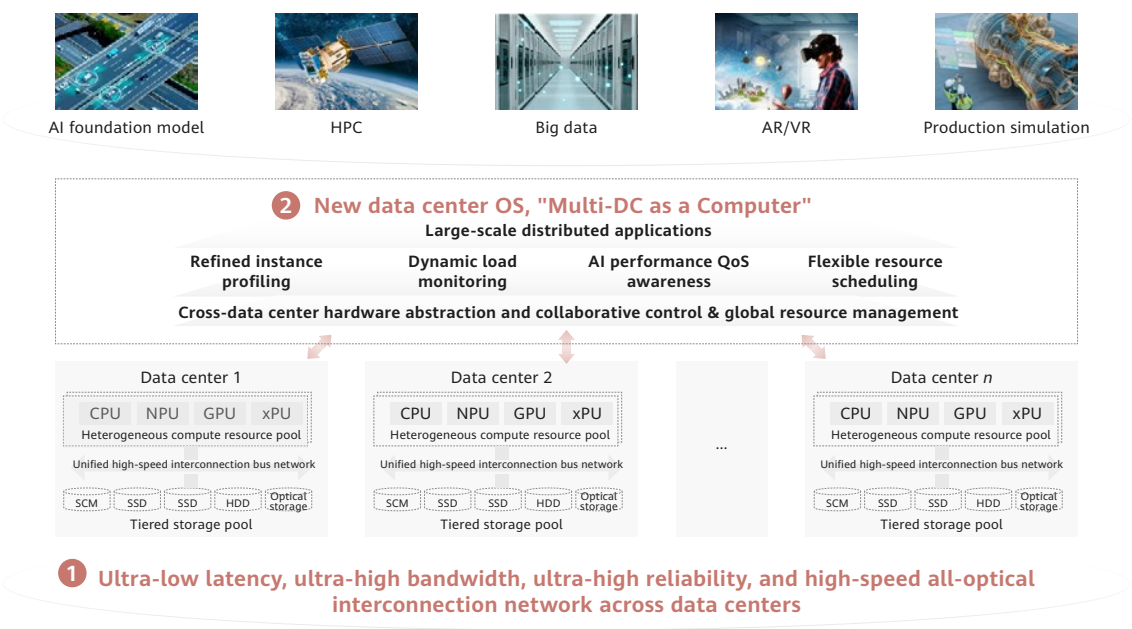 AI foundation model
HPC
Big data
AR/VR
Production simulation
2 New data center OS, "Multi-DC as a Computer"
Large-scale distributed applications
Refined instance
profiling
Dynamic load
monitoring
AI performance QoS
awareness
Flexible resource
scheduling
Cross-data center hardware abstraction and collaborative control & global resource management
Data center 1
CPU NPU GPU xPU
Heterogeneous compute resource pool
Unified high-speed interconnection bus network
SCM SSD SSD HDD Optical
storage
Tiered storage pool
Data center 2
CPU NPU GPU xPU
Heterogeneous compute resource pool
Unified high-speed interconnection bus network
SCM SSD SSD HDD Optical
storage
Tiered storage pool
...
Data center n
CPU NPU GPU xPU
Heterogeneous compute resource pool
Unified high-speed interconnection bus network
SCM SSD SSD HDD Optical
storage
Tiered storage pool
1 Ultra-low latency, ultra-high bandwidth, ultra-high reliability, and high-speed all-optical
interconnection network across data centers